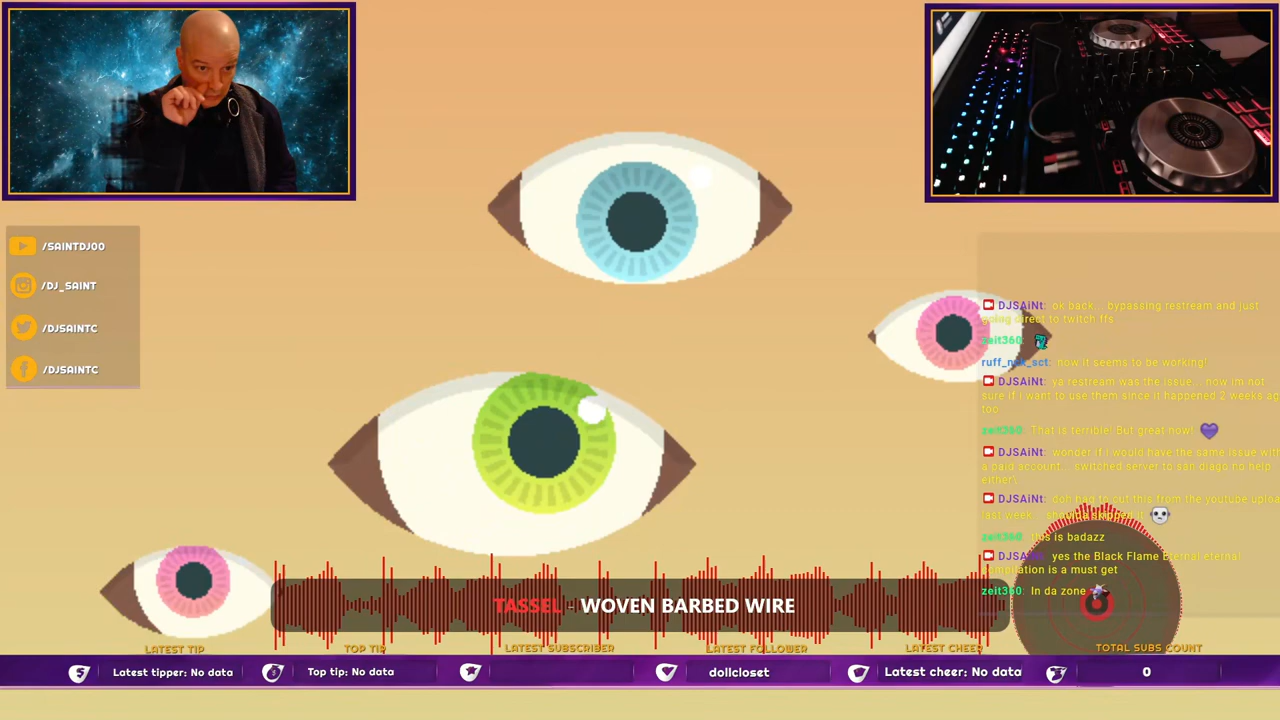 /SAINTDJ00
/DJ_SAINT
/DJSAINTC
/DJSAINTC
DJSAiNt: ok back... bypassing restream and just
going direct to twitch ffs
zeit360:
ruff_nek_sct: now it seems to be working!
DJSAiNt: ya restream was the issue... now im not
sure if I want to use them since it happened 2 weeks ag
too
zeit360: That is terrible! But great now!
DJSAiNt: wonder if I would have the same issue with
a paid account... switched server to san diago no help
either\
DJSAiNt: doh had to cut this from the youtube uploa
last week... skipped it
zeit360: this is badazz
DJSAiNt: yes the Black Flame Eternal eternal
compilation is a must get
zeit360: In da zone
TASSEL - WOVEN BARBED WIRE
LATEST TIP
TOP TIP
LATEST SUBSCRIBER
LATEST FOLLOWER
LATEST CHEER
TOTAL SUBS COUNT
Latest tipper: No data
Top tip: No data
dollcloset
Latest cheer: No data
0